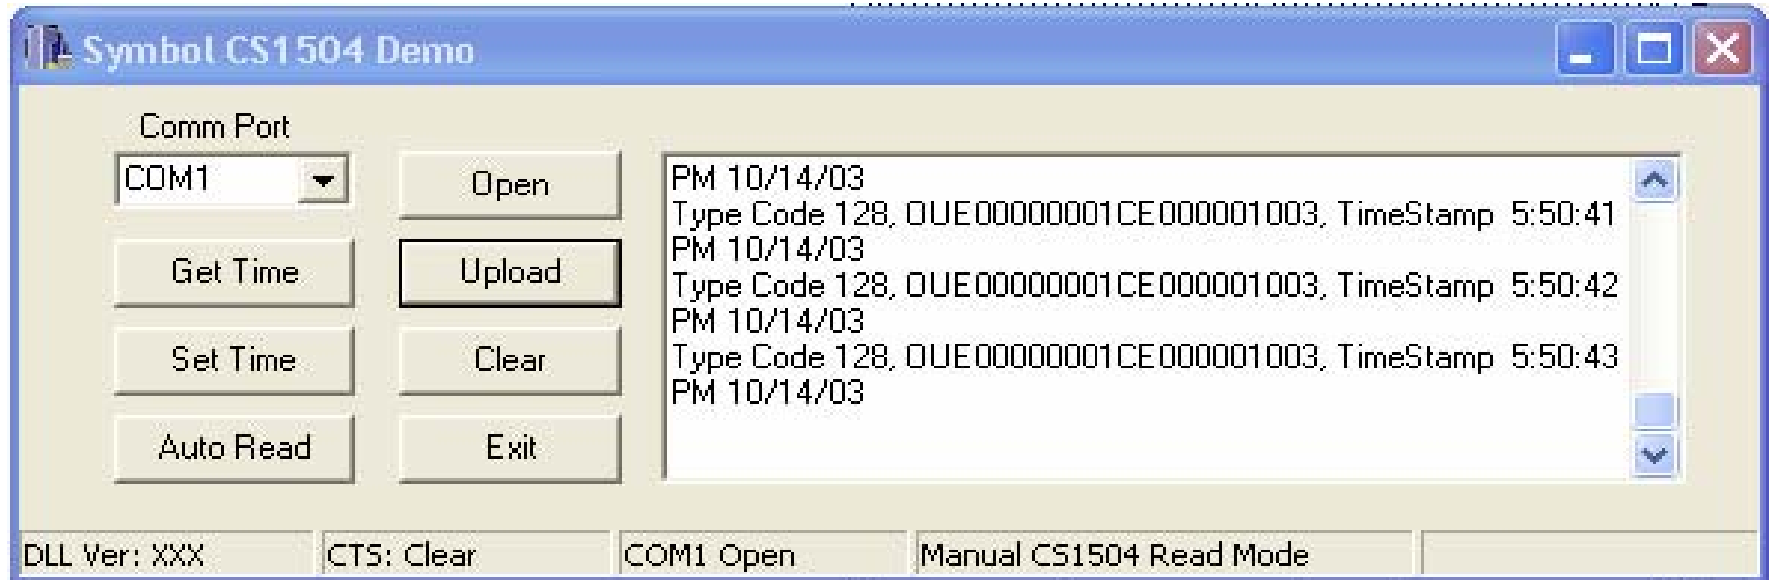 Symbol CS1504 Demo
Comm Port
COM1
Open
Get Time
Upload
Set Time
Clear
Auto Read
Exit
PM 10/14/03
Type Code 128, OUE00000001CE000001003, TimeStamp 5:50:41
PM 10/14/03
Type Code 128, OUE00000001CE000001003, TimeStamp 5:50:42
PM 10/14/03
Type Code 128, OUE00000001CE000001003, TimeStamp 5:50:43
PM 10/14/03
DLL Ver: XXX
CTS: Clear
COM1 Open
Manual CS1504 Read Mode